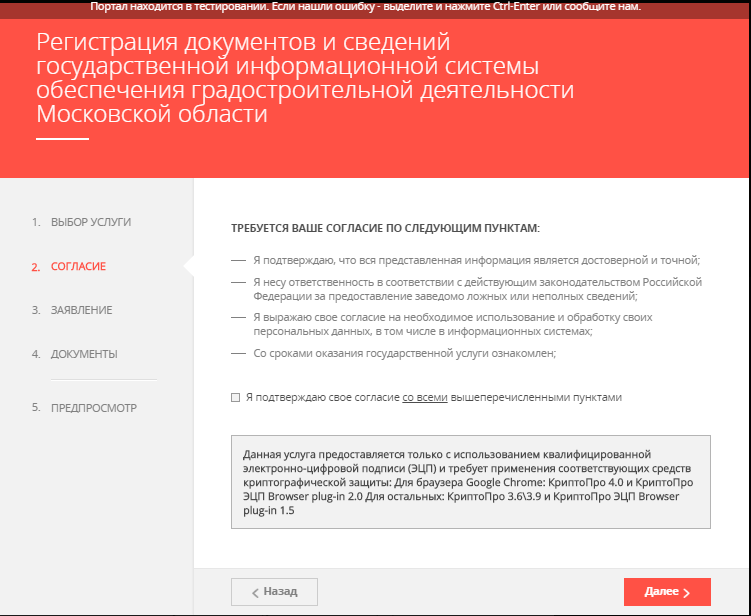 Портал находится в тестировании. Если нашли ошибку - выделите и нажмите Ctrl-Enter или сообщите нам.
Регистрация документов и сведений
государственной информационной системы
обеспечения градостроительной деятельности
Московской области
1. ВЫБОР УСЛУГИ
2. СОГЛАСИЕ
3. ЗАЯВЛЕНИЕ
4. ДОКУМЕНТЫ
5. ПРЕДПРОСМОТР
ТРЕБУЕТСЯ ВАШЕ СОГЛАСИЕ ПО СЛЕДУЮЩИМ ПУНКТАМ:
— Я подтверждаю, что вся представленная информация является достоверной и точной;
— Я несу ответственность в соответствии с действующим законодательством Российской
Федерации за предоставление заведомо ложных или неполных сведений;
— Я выражаю свое согласие на необходимое использование и обработку своих
персональных данных, в том числе в информационных системах;
— Со сроками оказания государственной услуги ознакомлен;
Я подтверждаю свое согласие со всеми вышеперечисленными пунктами
Данная услуга предоставляется только с использованием квалифицированной
электронно-цифровой подписи (ЭЦП) и требует применения соответствующих средств
криптографической защиты: Для браузера Google Chrome: КриптоПро 4.0 и КриптоПро
ЭЦП Browser plug-in 2.0 Для остальных: КриптоПро 3.6\3.9 и КриптоПро ЭЦП Browser
plug-in 1.5
Назад
Далее